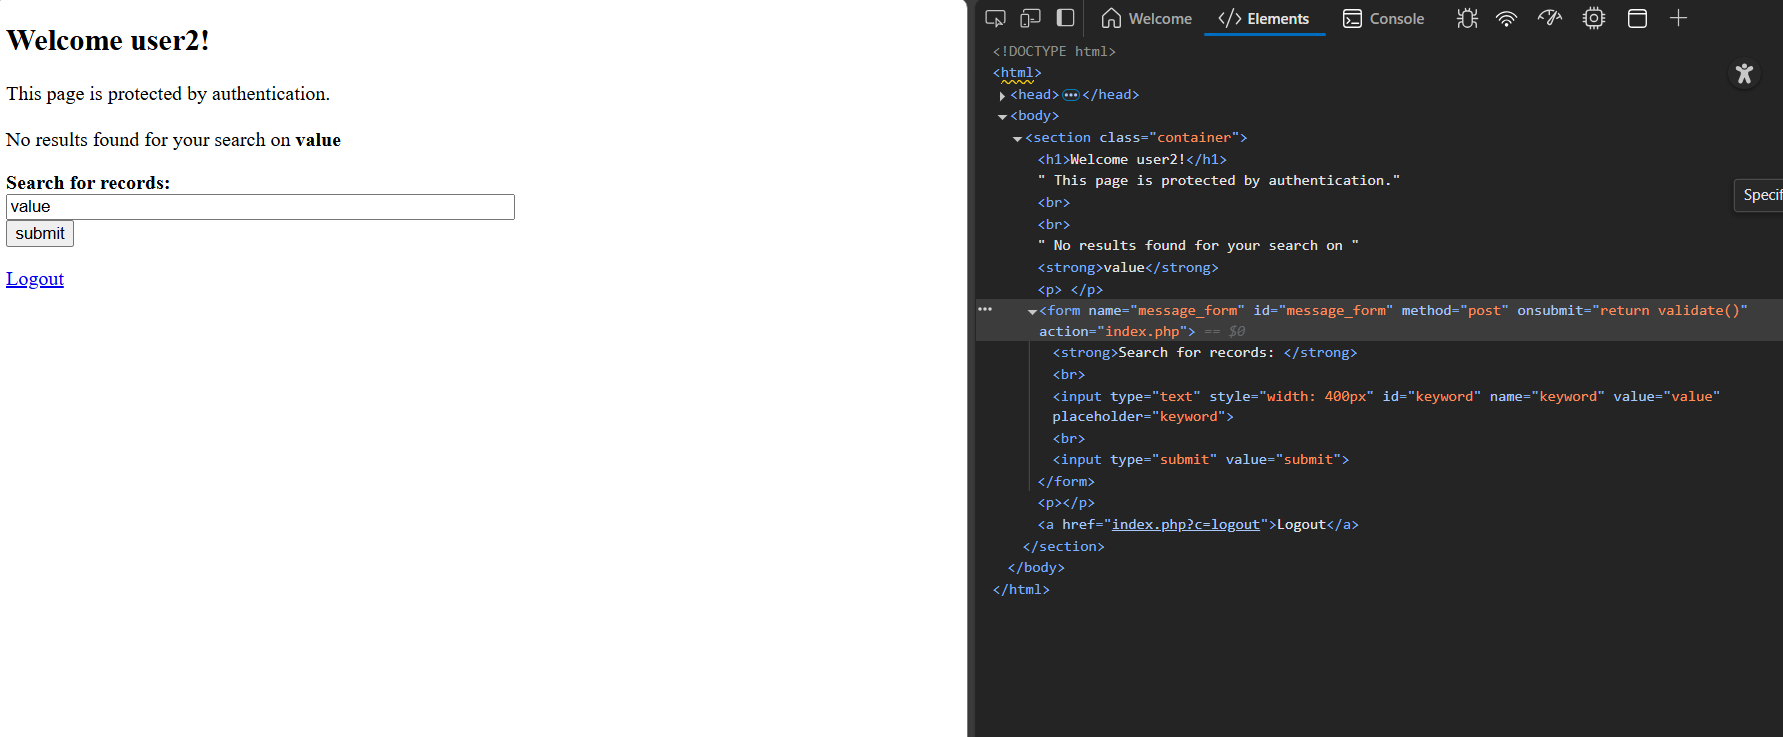 Welcome user2!
This page is protected by authentication.
No results found for your search on value
Search for records:
value
submit
Logout
Welcome
</> Elements
Console
<!DOCTYPE html>
<html>
<head>•••</head>
<body>
<section class="container">
<h1>Welcome user2!</h1>
" This page is protected by authentication."
<br>
<br>
" No results found for your search on "
<strong>value</strong>
<p> </p>
<form name="message_form" id="message_form" method="post" onsubmit="return validate()"
action="index.php"> == $0
<strong>Search for records: </strong>
<br>
<input type="text" style="width: 400px" id="keyword" name="keyword" value="value"
placeholder="keyword">
<br>
<input type="submit" value="submit">
</form>
<p></p>
<a href="index.php?c=logout">Logout</a>
</section>
</body>
</html>